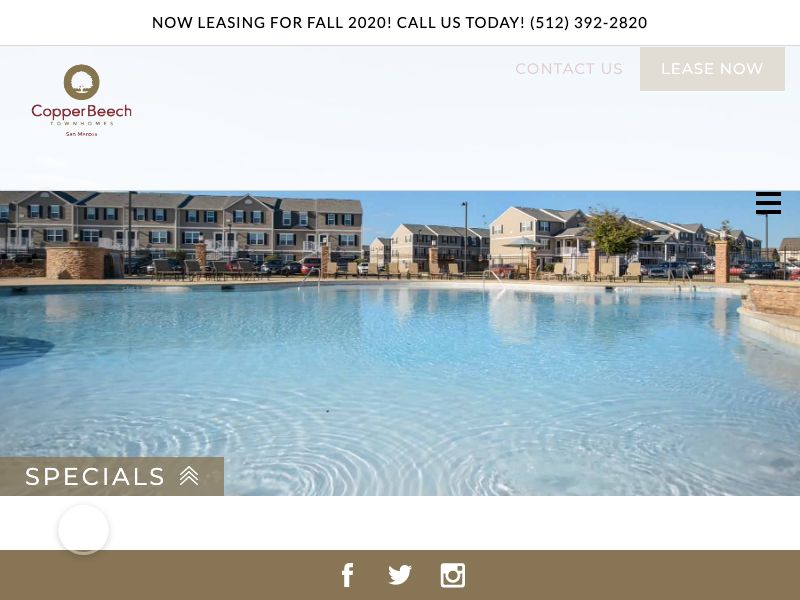 NOW LEASING FOR FALL 2020! CALL US TODAY! (512) 392-2820
CONTACT US
LEASE NOW
CopperBeech
TOWNHOMES
San Marcos
SPECIALS